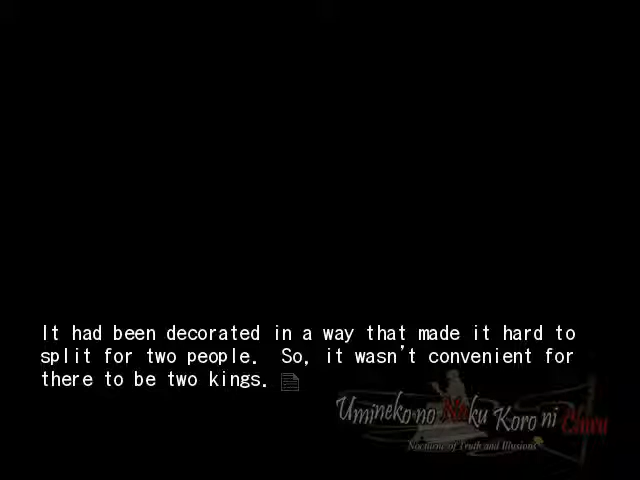 It had been decorated in a way that made it hard to
split for two people.  So, it wasn't convenient for
there to be two kings.
Umineko no Naku Koro ni Chiru
Nocturne of Truth and Illusions